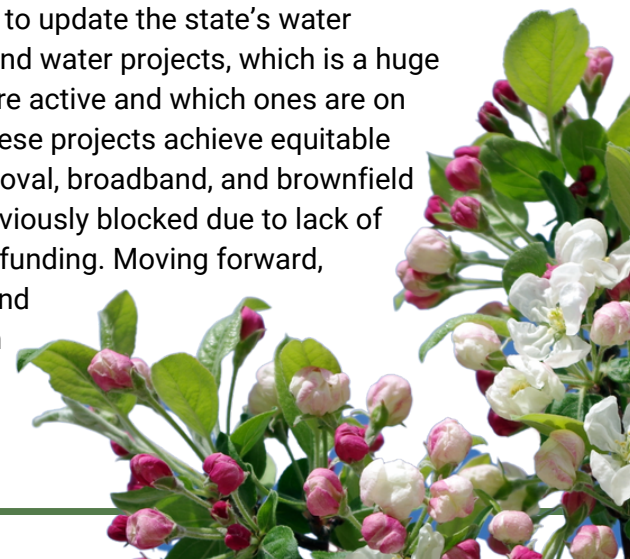 to update the state's water
nd water projects, which is a huge
re active and which ones are on
ese projects achieve equitable
oval, broadband, and brownfield
viously blocked due to lack of
funding. Moving forward,
nd